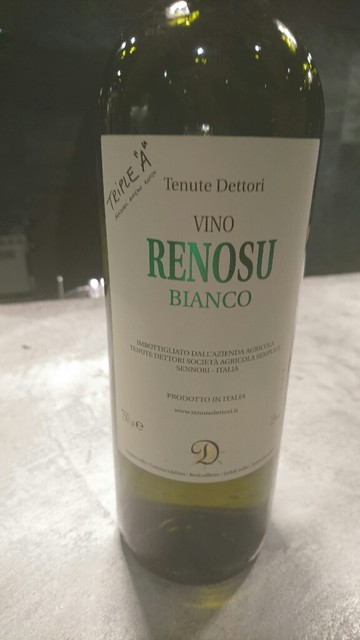 TRiPLE "A"
Tenute Dettori
VINO
RENOSU
BIANCO
IMBOTTIGLIATO DALL'AZIENDA AGRICOLA
TENUTE DETTORI SOCIETÀ AGRICOLA SEMPLICE
SENNORI - ITALIA
PRODOTTO IN ITALIA
www.tenutedettori.it
D